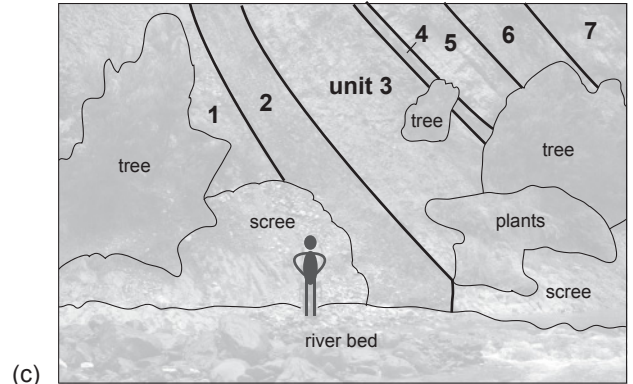 7
6
4
5
unit 3
2
1
tree
tree
tree
plants
scree
scree
river bed
(c)